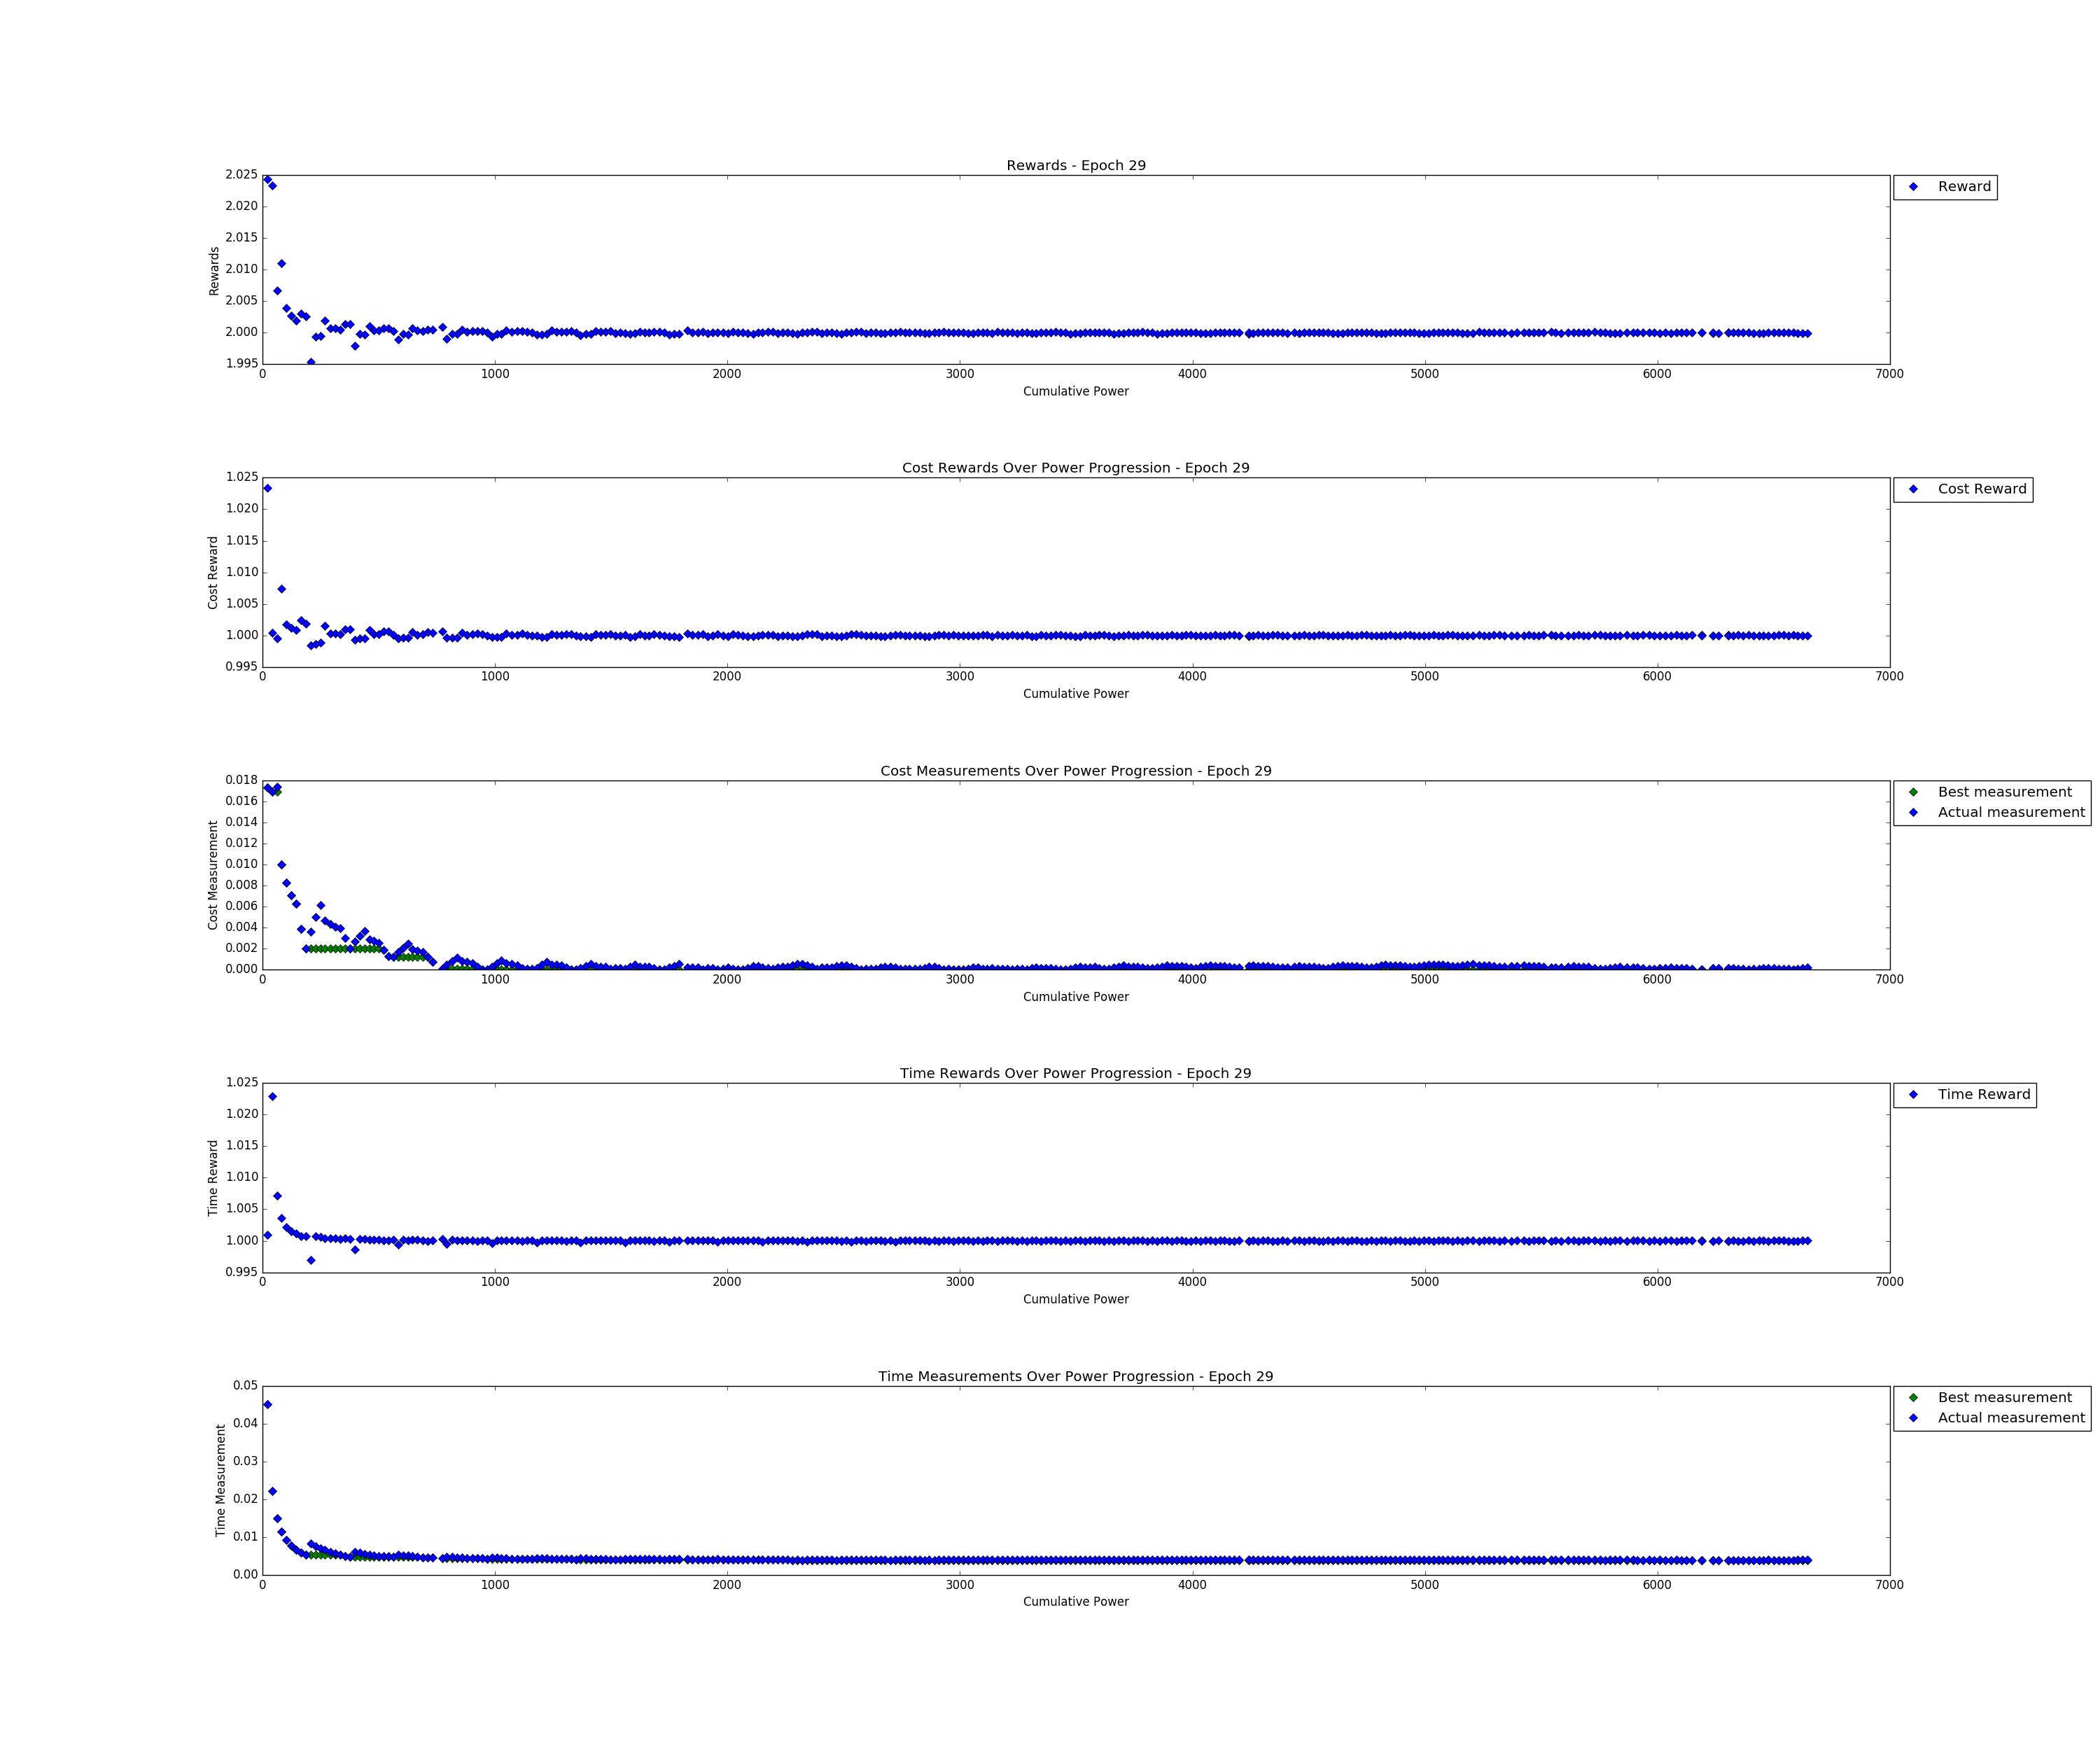 Rewards - Epoch 29
2.025
2.020
2.015
2.010
2.005
2.000
1.995
Rewards
0 1000 2000 3000 4000 5000 6000 7000
Cumulative Power
Reward
Cost Rewards Over Power Progression - Epoch 29
1.025
1.020
1.015
1.010
1.005
1.000
0.995
Cost Reward
0 1000 2000 3000 4000 5000 6000 7000
Cumulative Power
Cost Reward
Cost Measurements Over Power Progression - Epoch 29
0.018
0.016
0.014
0.012
0.010
0.008
0.006
0.004
0.002
0.000
Cost Measurement
0 1000 2000 3000 4000 5000 6000 7000
Cumulative Power
Best measurement
Actual measurement
Time Rewards Over Power Progression - Epoch 29
1.025
1.020
1.015
1.010
1.005
1.000
0.995
Time Reward
0 1000 2000 3000 4000 5000 6000 7000
Cumulative Power
Time Reward
Time Measurements Over Power Progression - Epoch 29
0.05
0.04
0.03
0.02
0.01
0.00
Time Measurement
0 1000 2000 3000 4000 5000 6000 7000
Cumulative Power
Best measurement
Actual measurement